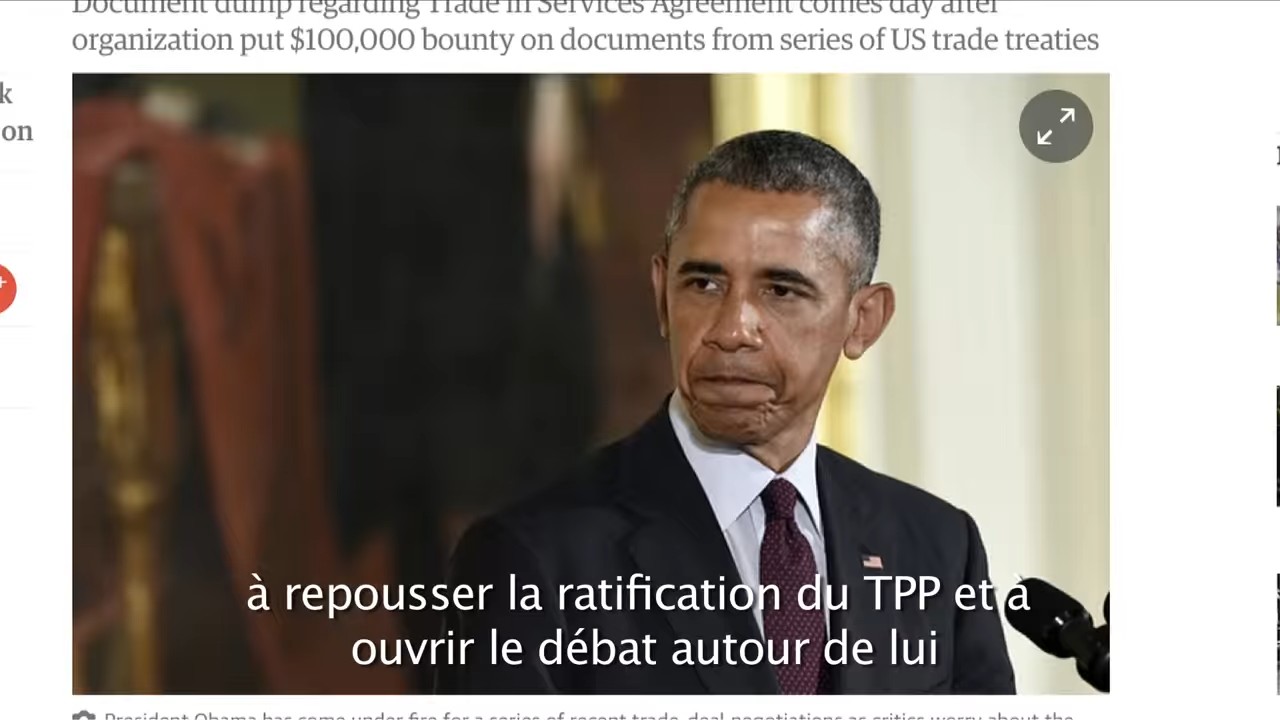 Document dump regarding Trade in Services Agreement comes day after
organization put $100,000 bounty on documents from series of US trade treaties
k
on
+
à repousser la ratification du TPP et à
ouvrir le débat autour de lui
President Obama has come under fire for a series of recent trade-deal negotiations as critics worry about the